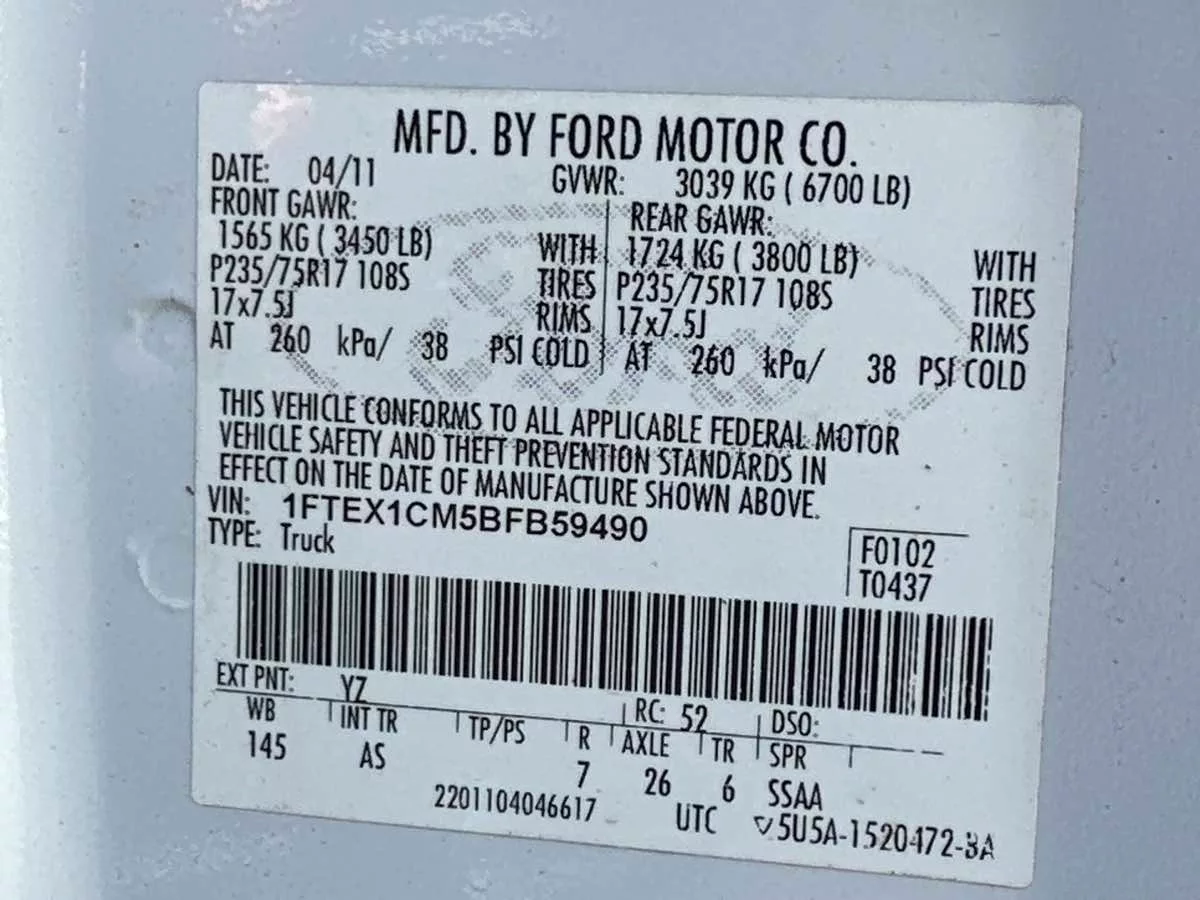 MFD. BY FORD MOTOR CO.
DATE: 04/11 GVWR: 3039 KG ( 6700 LB)
FRONT GAWR: REAR GAWR:
1565 KG ( 3450 LB) WITH 1724 KG ( 3800 LB) WITH
P235/75R17 108S TIRES P235/75R17 108S TIRES
17x7.5J RIMS 17x7.5J RIMS
AT 260 kPa/ 38 PSI COLD AT 260 kPa/ 38 PSI COLD
THIS VEHICLE CONFORMS TO ALL APPLICABLE FEDERAL MOTOR
VEHICLE SAFETY AND THEFT PREVENTION STANDARDS IN
EFFECT ON THE DATE OF MANUFACTURE SHOWN ABOVE.
VIN: 1FTEX1CM5BFB59490
TYPE: Truck
F0102
T0437
EXT PNT: YZ RC: 52 DSO:
WB INT TR TP/PS R AXLE TR SPR
145 AS 7 26 6 SSAA
2201104046617 UTC ▽5U5A-1520472-BA